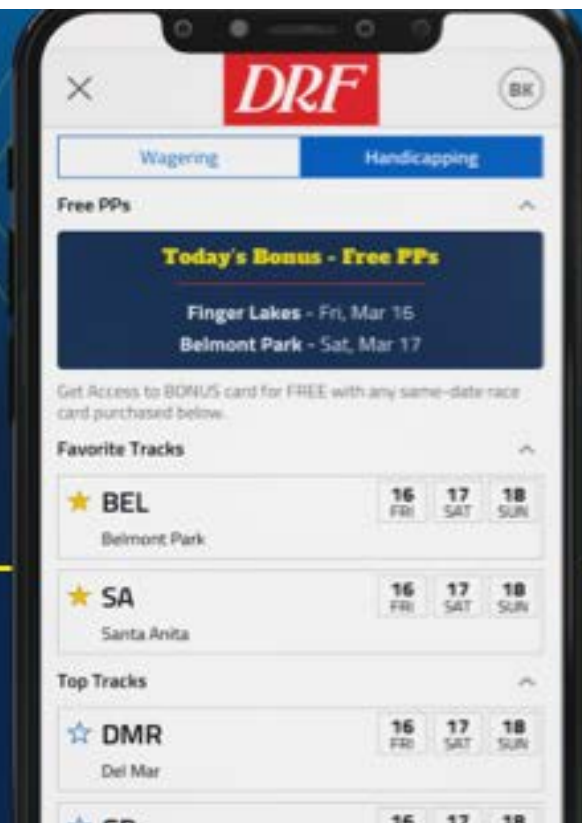 DRF
BK
Wagering
Handicapping
Free PPs
Today's Bonus - Free PPs
Finger Lakes - Fri, Mar 16
Belmont Park - Sat, Mar 17
Get Access to BONUS card for FREE with any same-date race
card purchased below.
Favorite Tracks
BEL
16 17 18
FRI SAT SUN
Belmont Park
SA
16 17 18
FRI SAT SUN
Santa Anita
Top Tracks
DMR
16 17 18
FRI SAT SUN
Del Mar
16 17 18